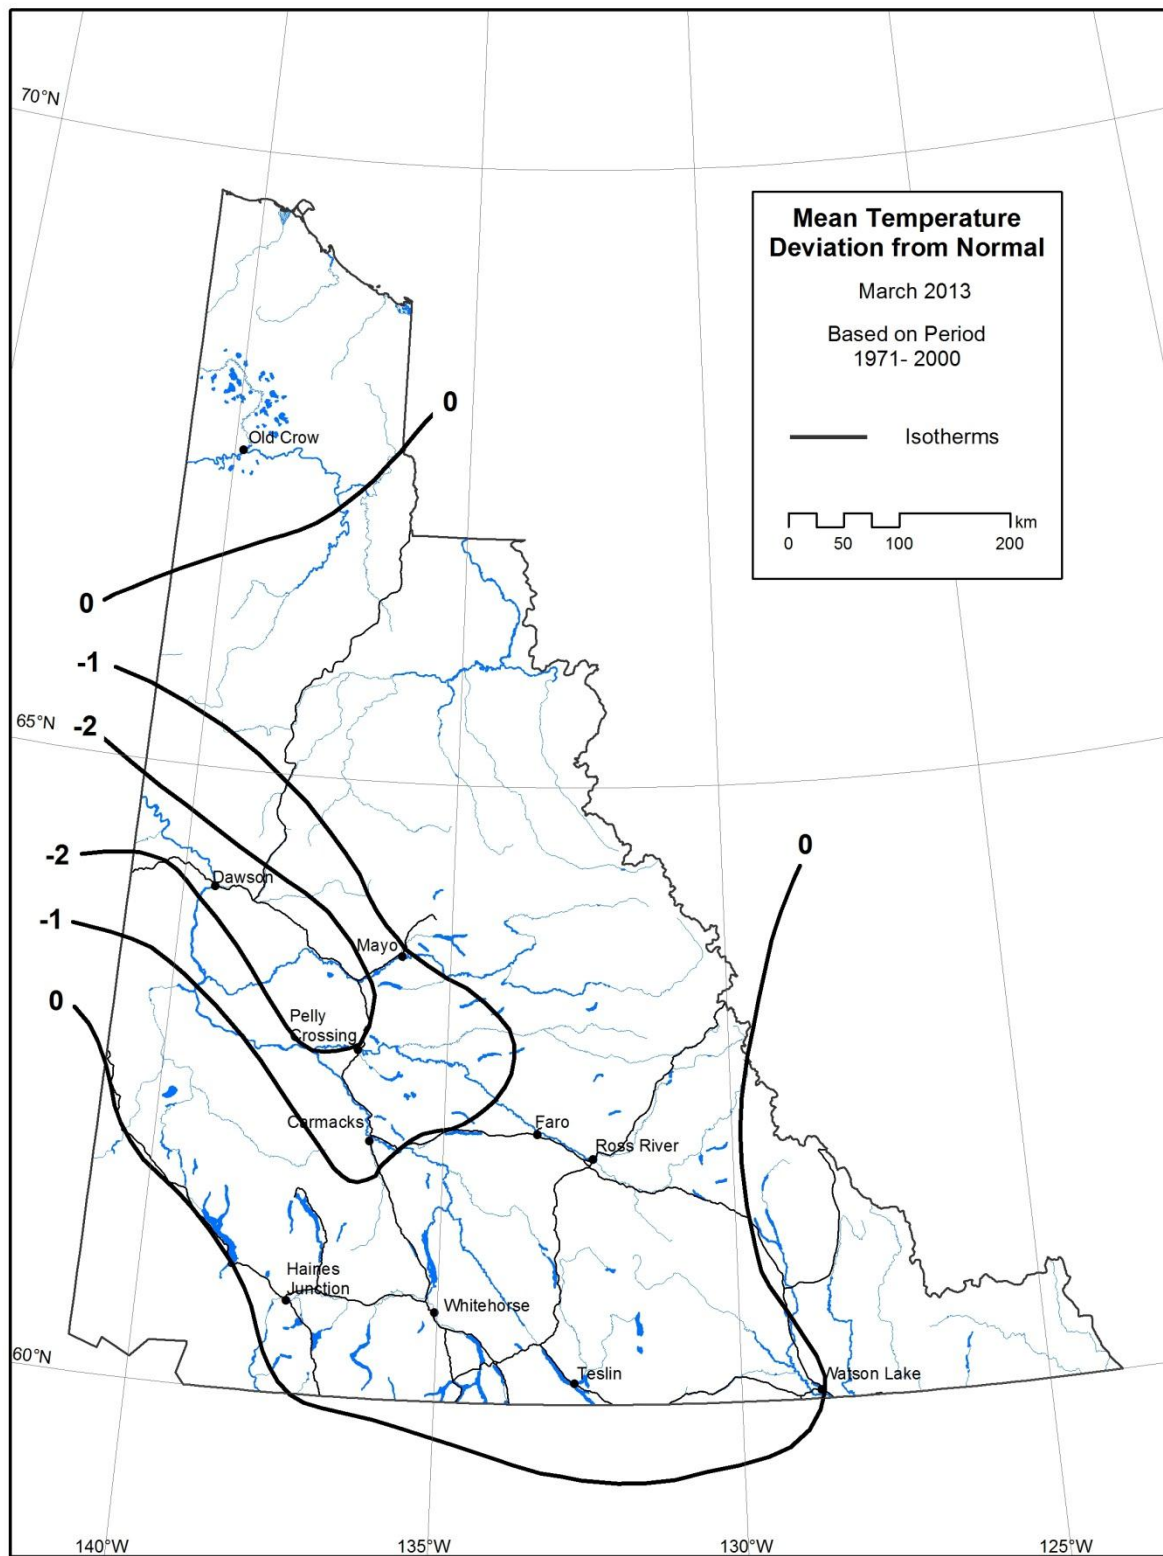 70°N
Mean Temperature
Deviation from Normal
March 2013
Based on Period
1971- 2000
Isotherms
km
0 50 100 200
0
Old Crow
0
-1
65°N
-2
-2
Dawson
0
-1
Mayo
0
Pelly
Crossing
Carmacks
Faro
Ross River
Haines
Junction
Whitehorse
60°N
Teslin
Watson Lake
140°W 135°W 130°W 125°W